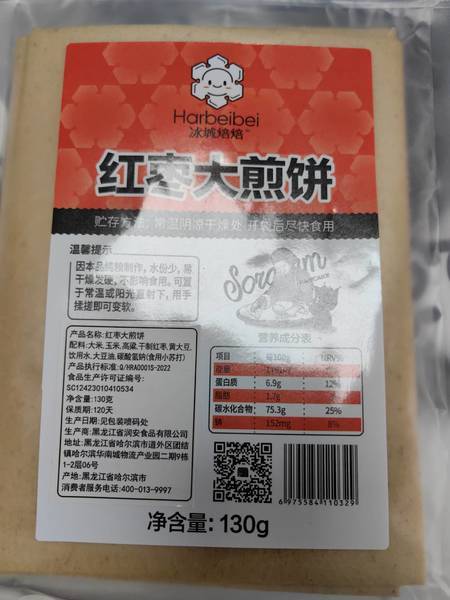 Harbeibei
冰城焙焙
红枣大煎饼
贮存方法: 常温阴凉干燥处 开袋后尽快食用
温馨提示
因本品纯粮制作, 水份少, 易
干燥发硬, 不影响食用。可置
于常温或阳光直射下, 用手
揉搓即可变软。
Sorghum
PANCAKE
产品名称:红枣大煎饼
配料:大米,玉米,高粱,干制红枣,黄大豆,
饮用水,大豆油,碳酸氢钠(食用小苏打)
产品执行标准:Q/HRA0001S-2022
食品生产许可证编号:
SC12423010410534
净含量:130克
保质期:120天
生产日期:见包装喷码处
生产商:黑龙江省润安食品有限公司
地址:黑龙江省哈尔滨市道外区团结
镇哈尔滨华南城物流产业园二期9栋
1-2层06号
产地:黑龙江省哈尔滨市
消费者服务电话:400-013-9997
营养成分表
项目 每100g NRV%
能量
蛋白质 6.9g 12%
脂肪 1.7g
碳水化合物 75.3g 25%
钠 152mg 8%
6 975584 110329
净含量: 130g